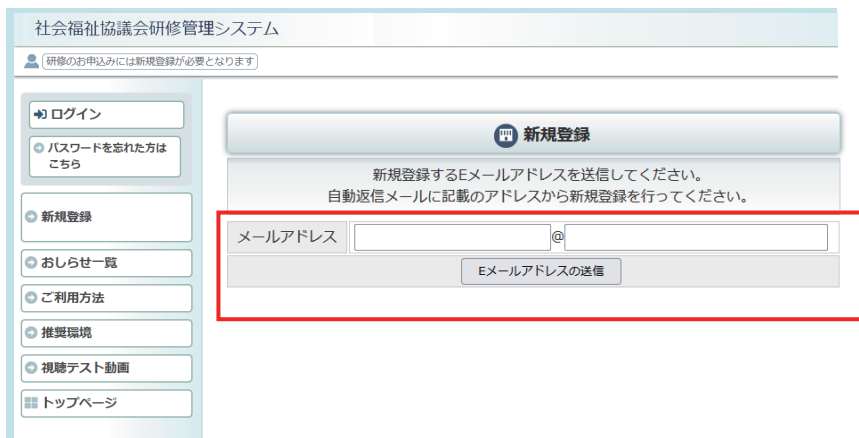 社会福祉協議会研修管理システム
研修のお申込みには新規登録が必要となります
ログイン
パスワードを忘れた方は
こちら
新規登録
おしらせ一覧
ご利用方法
推奨環境
視聴テスト動画
トップページ
新規登録
新規登録するEメールアドレスを送信してください。
自動返信メールに記載のアドレスから新規登録を行ってください。
メールアドレス @
Eメールアドレスの送信